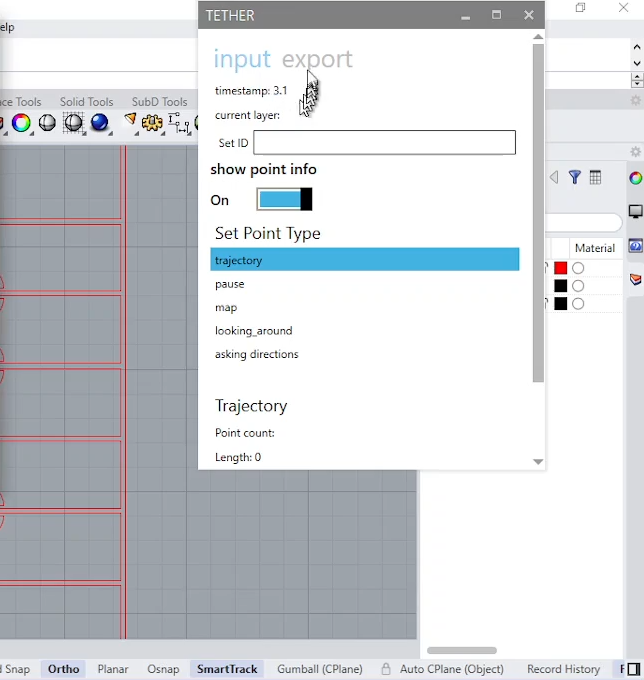 TETHER
elp
input export
timestamp: 3.1
current layer:
Set ID
show point info
On
Set Point Type
trajectory
pause
map
looking_around
asking directions
Trajectory
Point count:
Length: 0
ce Tools Solid Tools SubD Tools
Material
d Snap Ortho Planar Osnap SmartTrack Gumball (CPlane) Auto CPlane (Object) Record History F